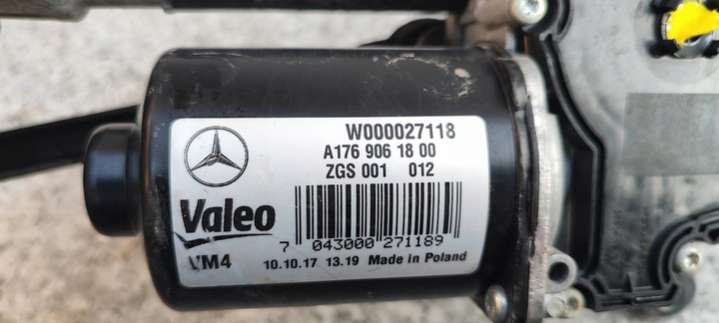 W000027118
A176 906 18 00
ZGS 001 012
Valeo
7 043000 271189
VM4
10.10.17 13.19 Made in Poland